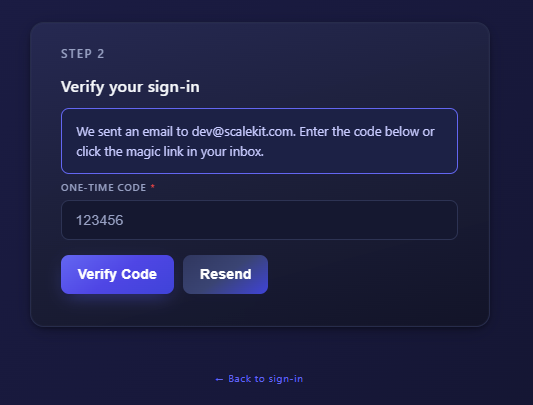 STEP 2
Verify your sign-in
We sent an email to dev@scalekit.com. Enter the code below or
click the magic link in your inbox.
ONE-TIME CODE *
123456
Verify Code
Resend
← Back to sign-in